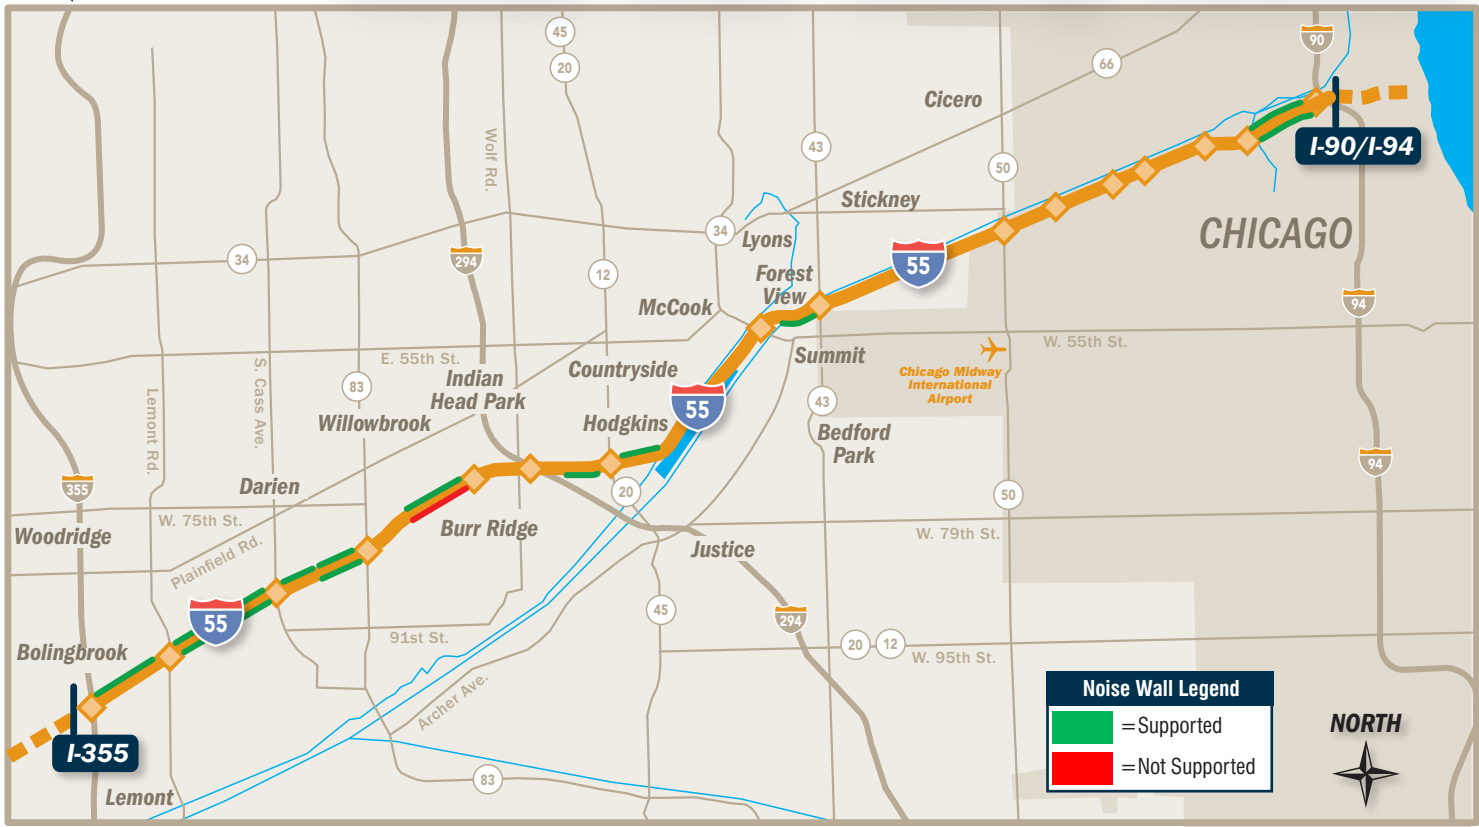 45
20
90
66
Cicero
I-90/I-94
43
Wolf Rd.
50
Stickney
34
Lyons
CHICAGO
34
294
12
55
Forest
View
94
McCook
E. 55th St.
W. 55th St.
Summit
Chicago Midway
International
Airport
S. Cass Ave.
83
Indian
Head Park
Countryside
Lemont Rd.
Willowbrook
Hodgkins
55
43
Bedford
Park
94
355
Darien
20
50
Woodridge
W. 75th St.
Burr Ridge
W. 79th St.
Plainfield Rd.
Justice
55
45
294
91st St.
20
12
W. 95th St.
Bolingbrook
Archer Ave.
I-355
Lemont
83
Noise Wall Legend
=Supported
=Not Supported
NORTH